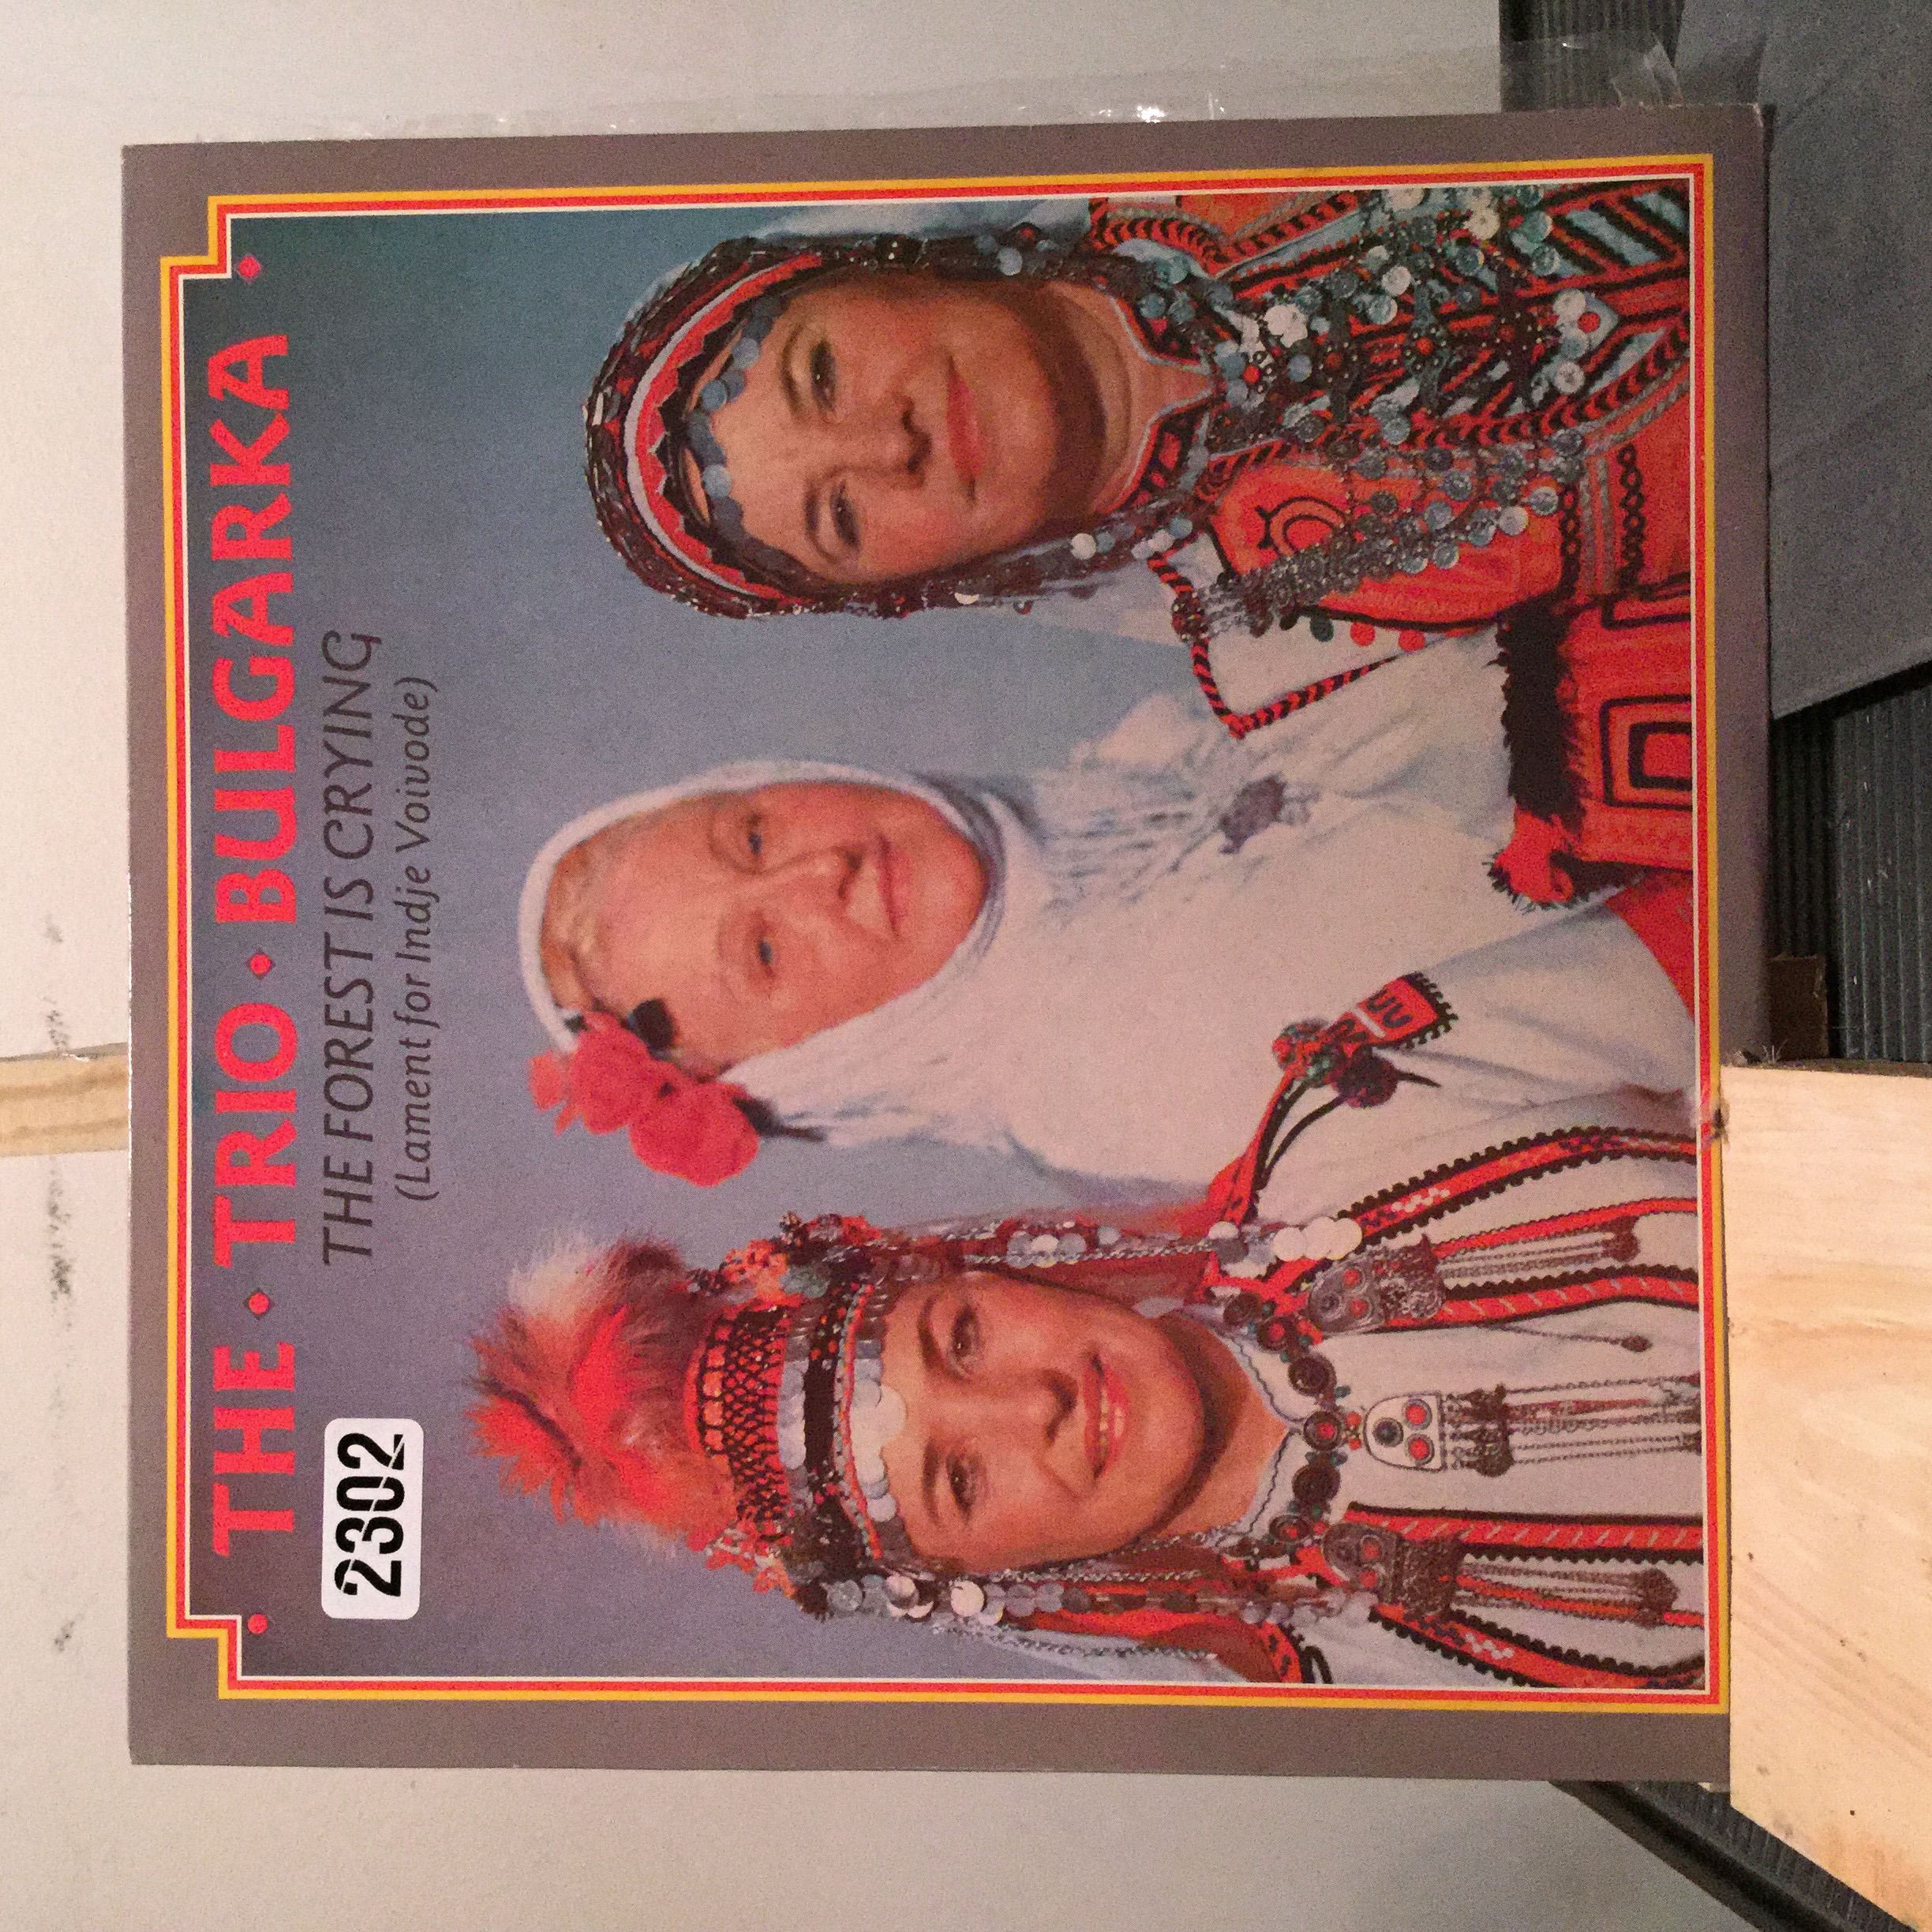 THE · TRIO · BULGARKA
THE FOREST IS CRYING
(Lament for Indje Voivode)
2302